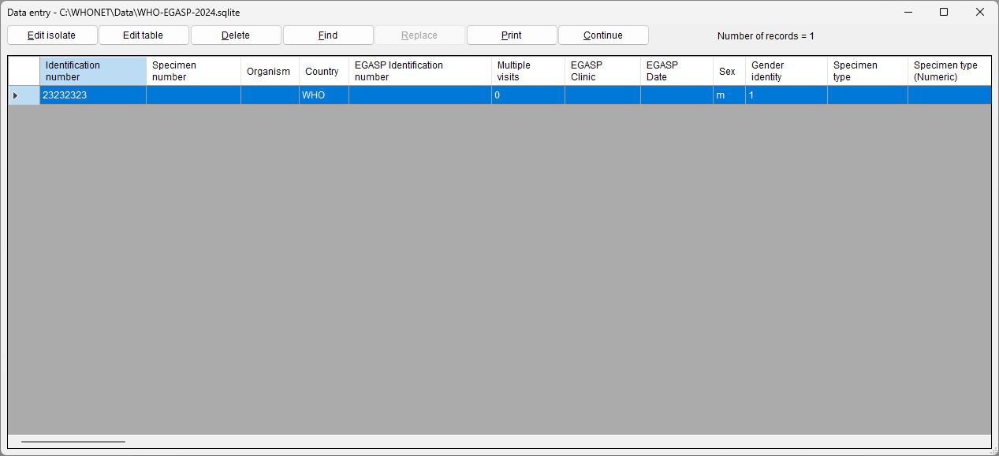 Data entry - C:\WHONET\Data\WHO-EGASP-2024.sqlite
Edit isolate Edit table Delete Find Replace Print Continue Number of records = 1
Identification number Specimen number Organism Country EGASP Identification number Multiple visits EGASP Clinic EGASP Date Sex Gender identity Specimen type Specimen type (Numeric)
23232323 WHO 0 m 1